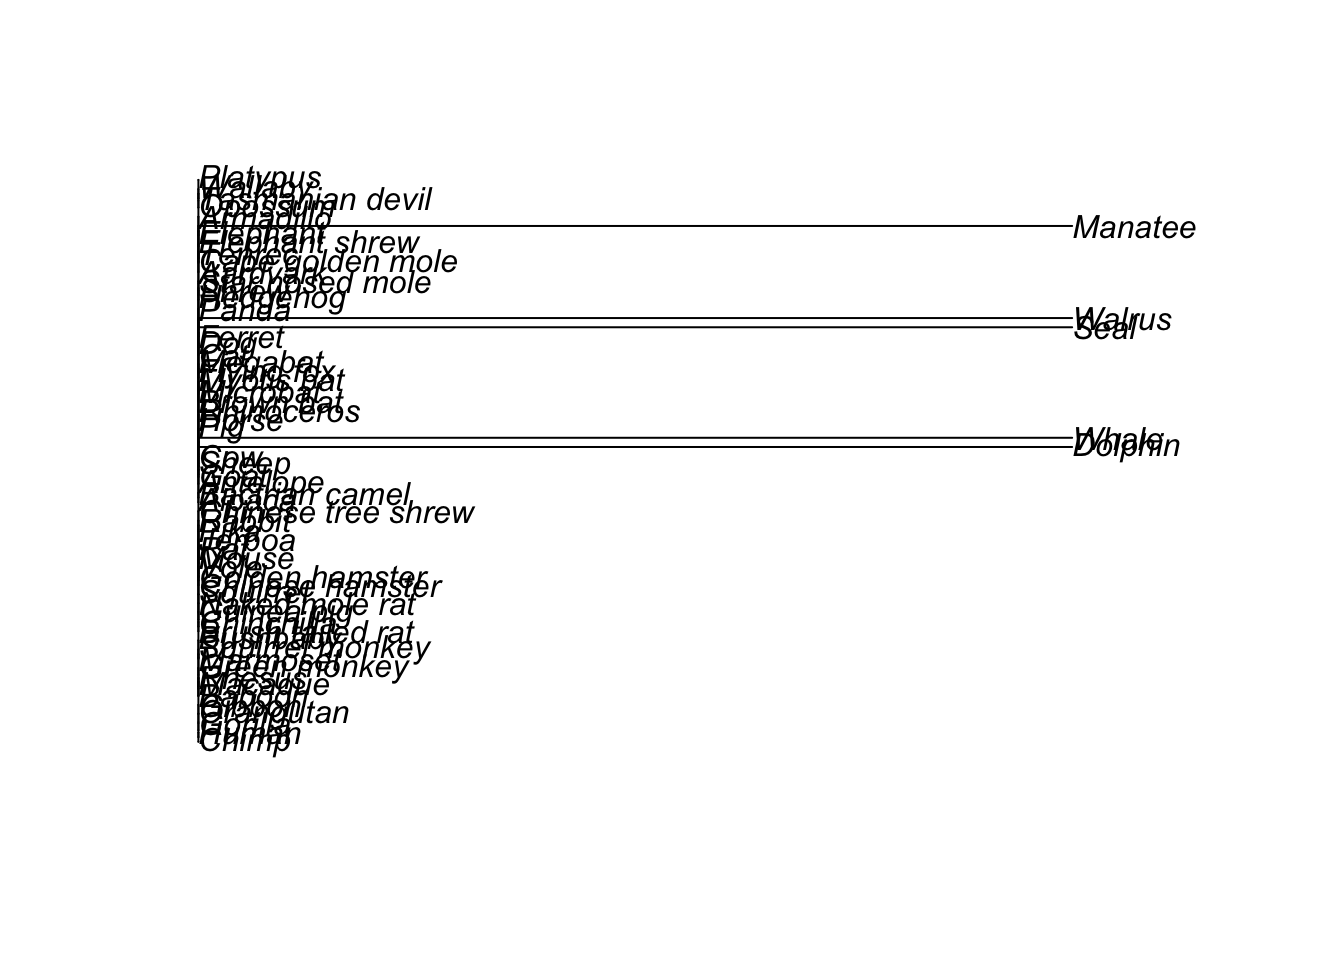 Platypus
Wallaby
Tasmanian devil
Opossum
Armadillo
Manatee
Elephant
Elephant shrew
Tenrec
Cape golden mole
Aardvark
Star nosed mole
Shrew
Hedgehog
Panda
Walrus
Seal
Ferret
Dog
Cat
Megabat
Flying fox
Myotis bat
Microbat
Brown bat
Rhinoceros
Horse
Pig
Whale
Dolphin
Cow
Sheep
Goat
Antelope
Bactrian camel
Alpaca
Chinese tree shrew
Rabbit
Pika
Jerboa
Rat
Mouse
Vole
Golden hamster
Chinese hamster
Squirrel
Naked mole rat
Guinea pig
Chinchilla
Brush tailed rat
Bushbaby
Squirrel monkey
Marmoset
Green monkey
Rhesus
Macaque
Baboon
Gibbon
Orangutan
Gorilla
Human
Chimp